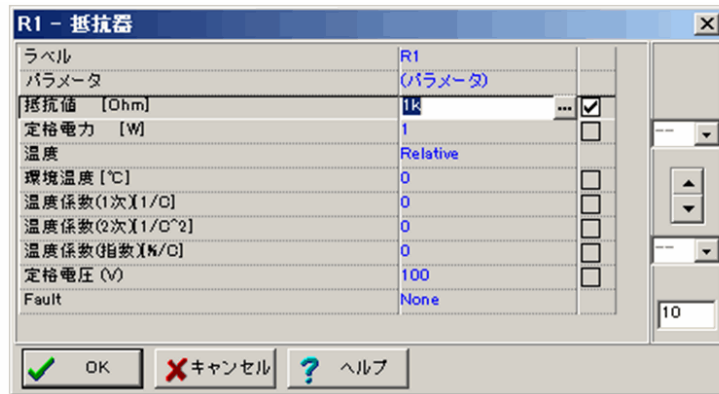 R1 - 抵抗器
ラベル R1
パラメータ (パラメータ)
抵抗値 [Ohm] 1k ...
定格電力 [W] 1
温度 Relative
環境温度 [℃] 0
温度係数(1次)[1/C] 0
温度係数(2次)[1/C^2] 0
温度係数(指数)[%/C] 0
定格電圧 (V) 100
Fault None
--
--
10
OK キャンセル ? ヘルプ